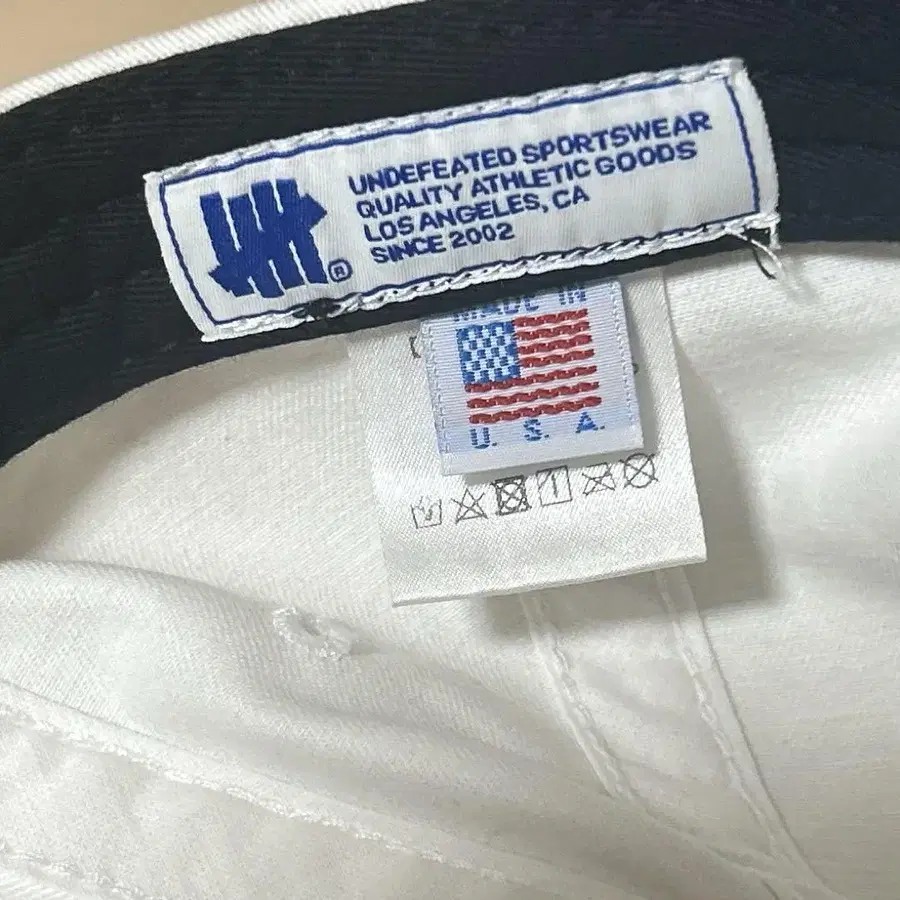 UNDEFEATED SPORTSWEAR
QUALITY ATHLETIC GOODS
LOS ANGELES, CA
SINCE 2002
®
MADE IN
U. S. A.